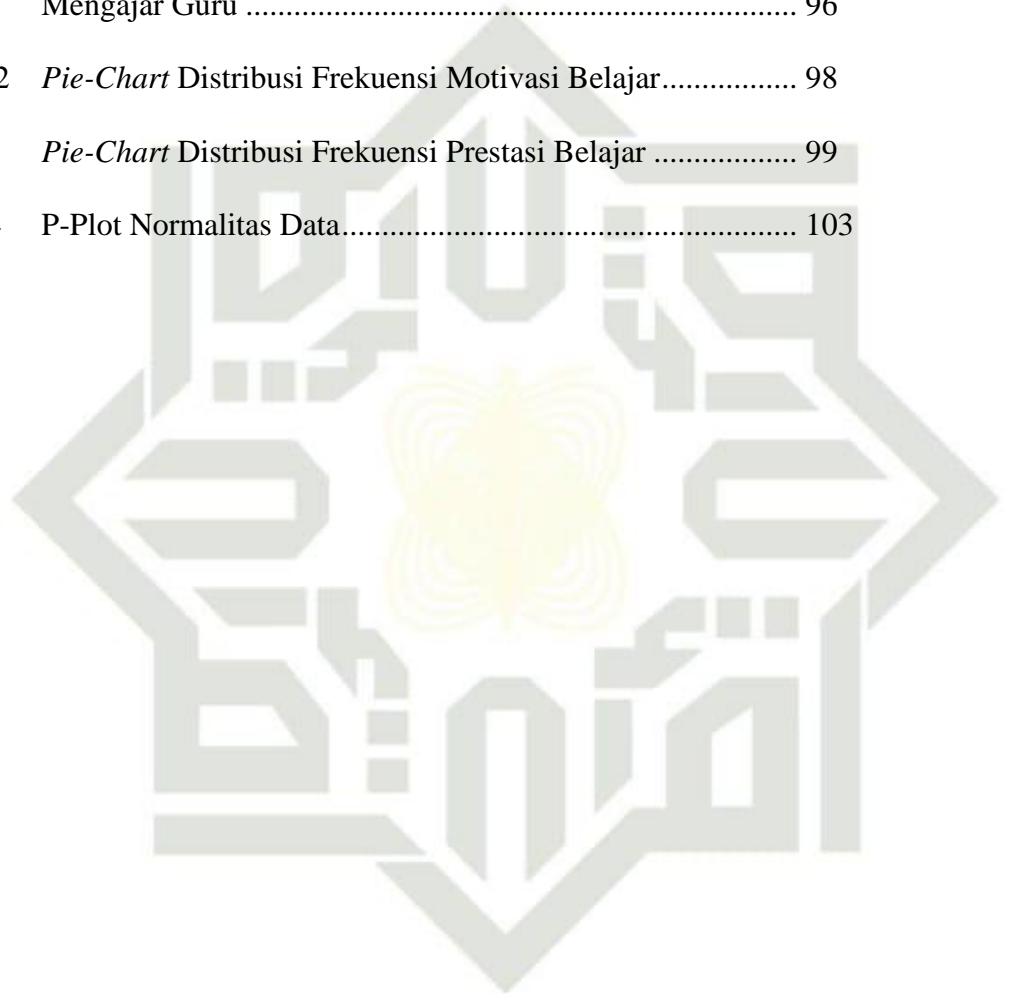 Mengajar Guru ..................................................................... 96
2 Pie-Chart Distribusi Frekuensi Motivasi Belajar................. 98
Pie-Chart Distribusi Frekuensi Prestasi Belajar .................. 99
P-Plot Normalitas Data......................................................... 103